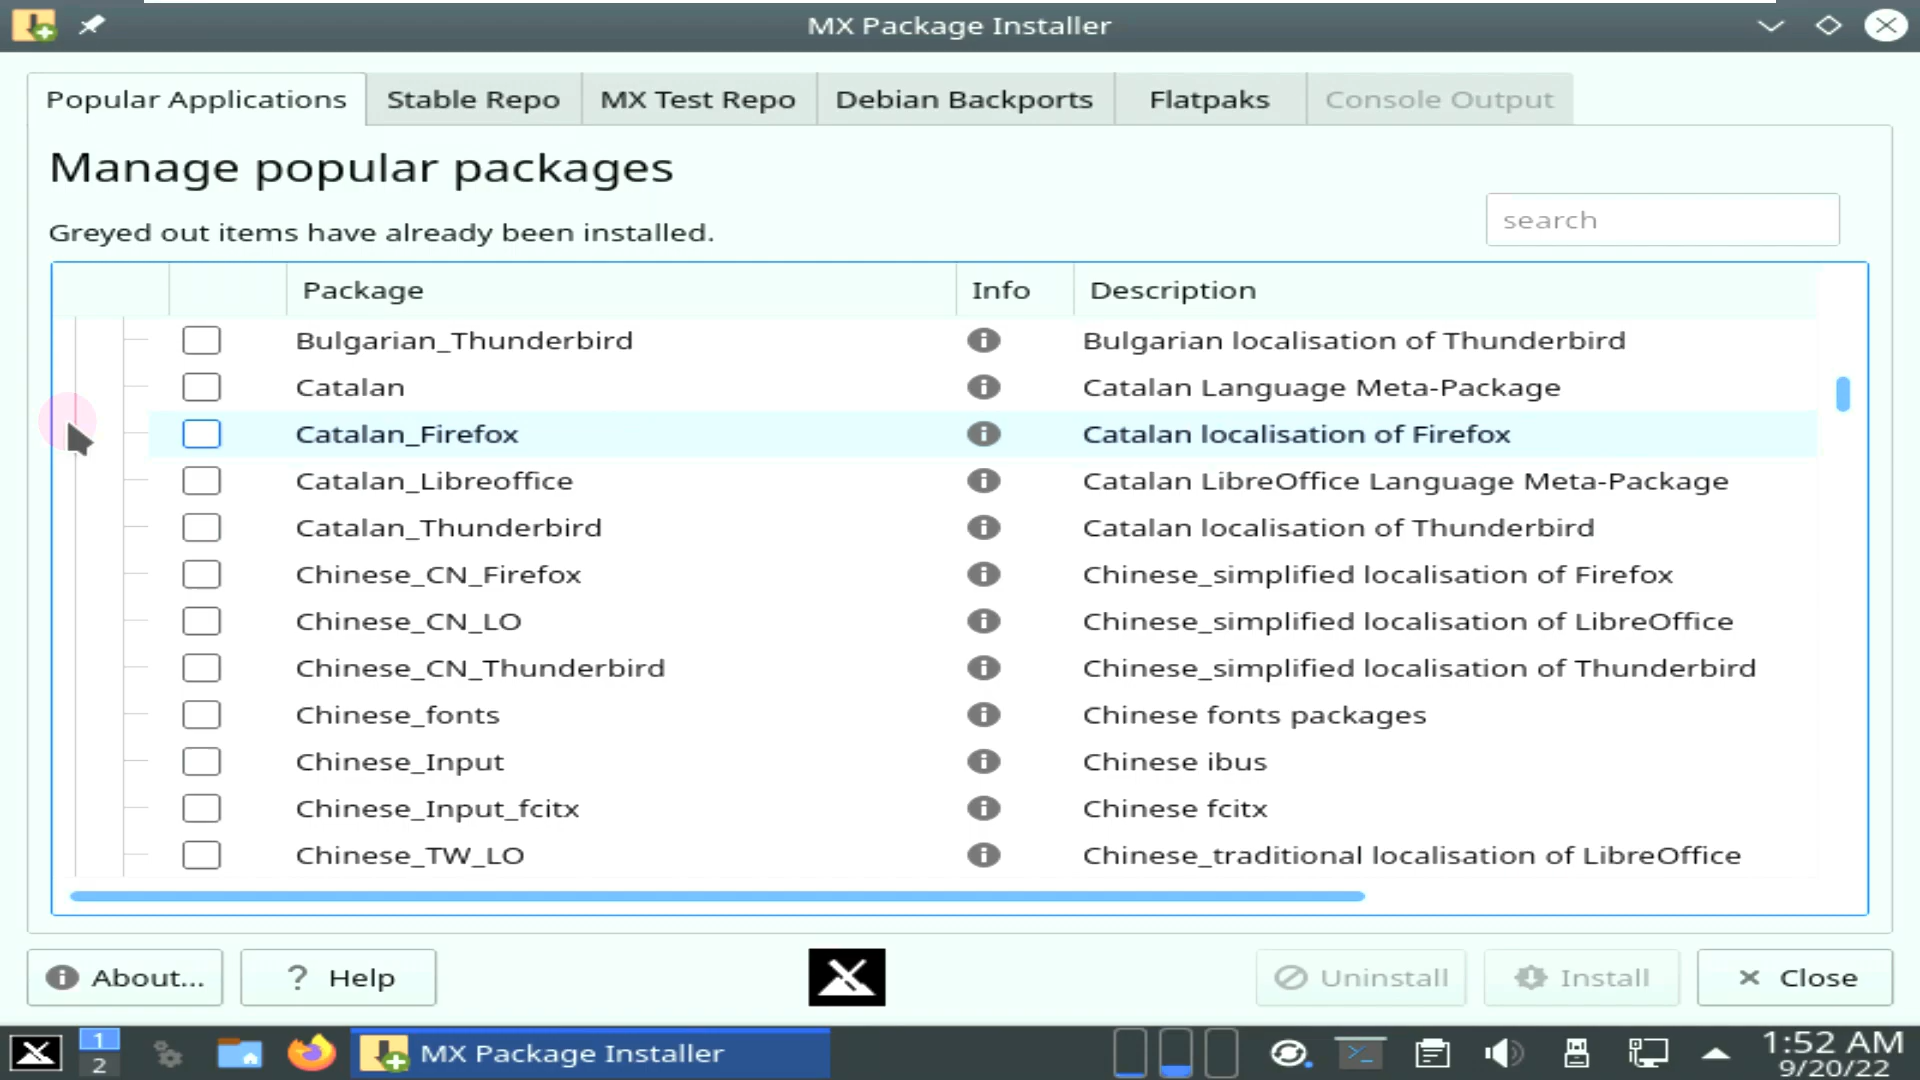 MX Package Installer
Popular Applications
Stable Repo
MX Test Repo
Debian Backports
Flatpaks
Console Output
Manage popular packages
Greyed out items have already been installed.
search
Package Info Description
Bulgarian_Thunderbird Bulgarian localisation of Thunderbird
Catalan Catalan Language Meta-Package
Catalan_Firefox Catalan localisation of Firefox
Catalan_Libreoffice Catalan LibreOffice Language Meta-Package
Catalan_Thunderbird Catalan localisation of Thunderbird
Chinese_CN_Firefox Chinese_simplified localisation of Firefox
Chinese_CN_LO Chinese_simplified localisation of LibreOffice
Chinese_CN_Thunderbird Chinese_simplified localisation of Thunderbird
Chinese_fonts Chinese fonts packages
Chinese_Input Chinese ibus
Chinese_Input_fcitx Chinese fcitx
Chinese_TW_LO Chinese_traditional localisation of LibreOffice
About...
? Help
Uninstall
Install
Close
1
2
MX Package Installer
1:52 AM
9/20/22